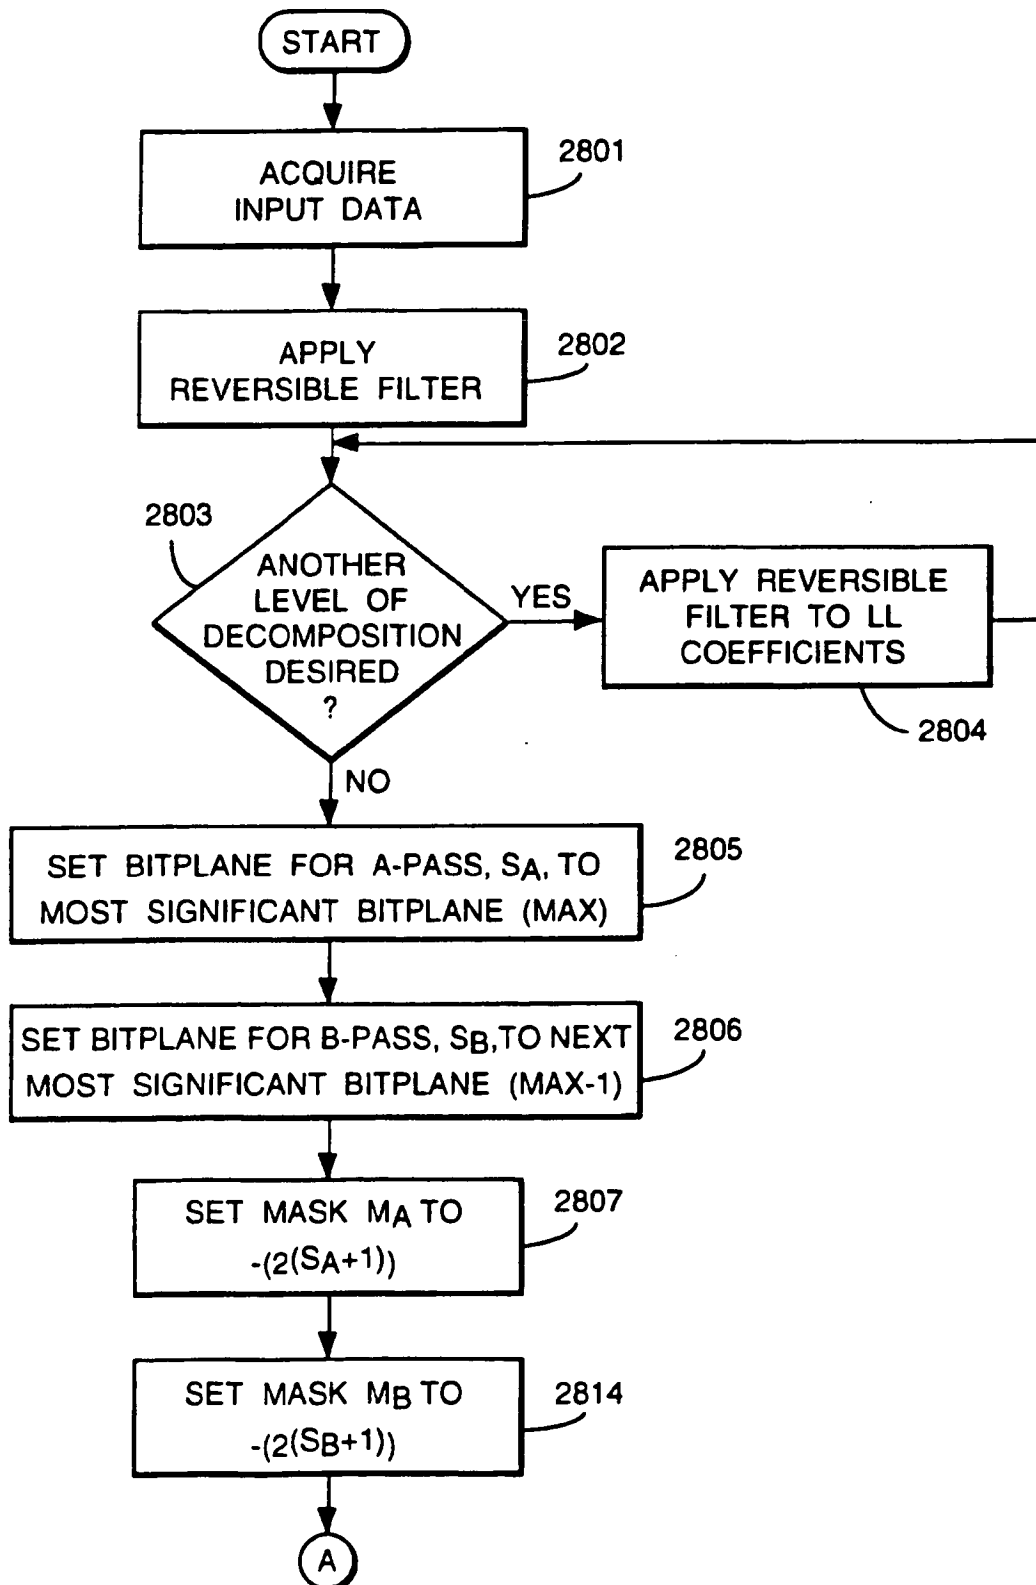 START
ACQUIRE
INPUT DATA
2801
APPLY
REVERSIBLE FILTER
2802
2803
ANOTHER
LEVEL OF
DECOMPOSITION
DESIRED
?
YES
APPLY REVERSIBLE
FILTER TO LL
COEFFICIENTS
2804
NO
SET BITPLANE FOR A-PASS, SA, TO
MOST SIGNIFICANT BITPLANE (MAX)
2805
SET BITPLANE FOR B-PASS, SB, TO NEXT
MOST SIGNIFICANT BITPLANE (MAX-1)
2806
SET MASK MA TO
-(2(SA+1))
2807
SET MASK MB TO
-(2(SB+1))
2814
A